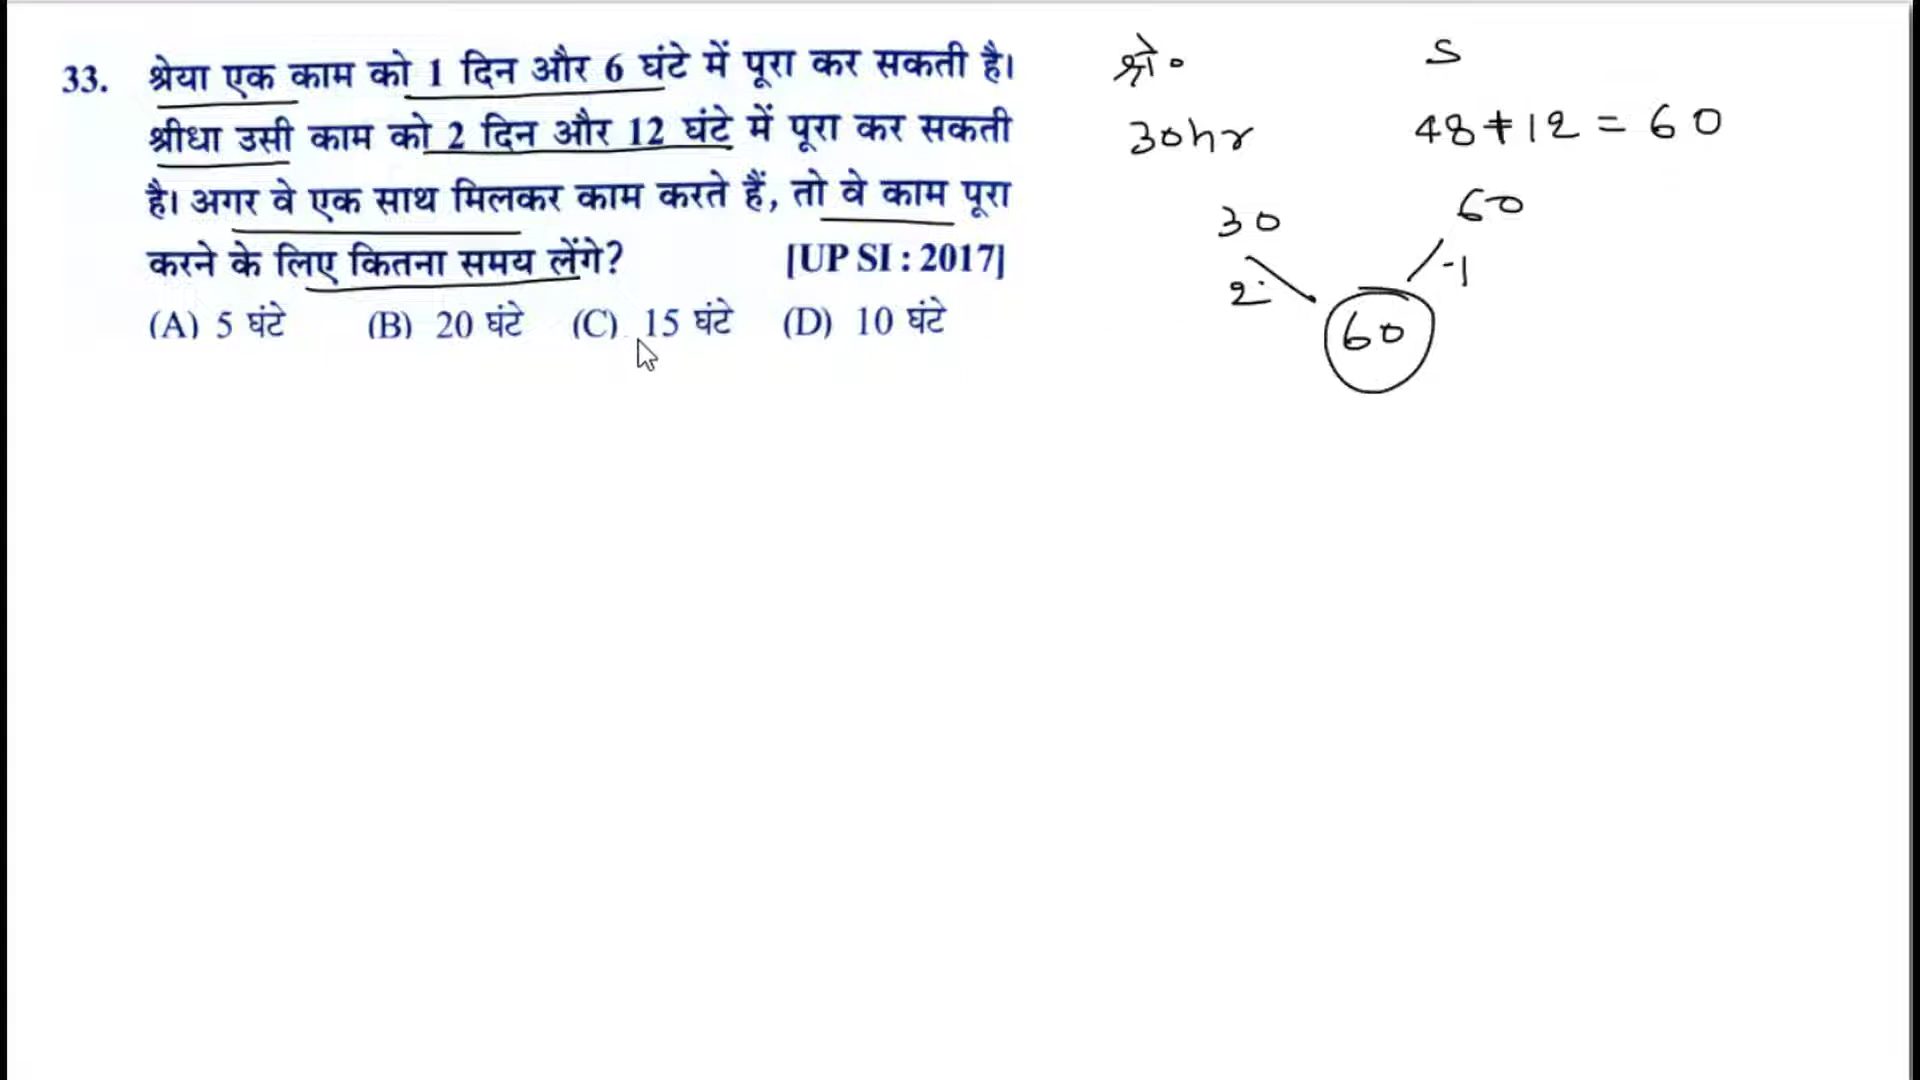 33. श्रेया एक काम को 1 दिन और 6 घंटे में पूरा कर सकती है।
श्रीधा उसी काम को 2 दिन और 12 घंटे में पूरा कर सकती
है। अगर वे एक साथ मिलकर काम करते हैं, तो वे काम पूरा
करने के लिए कितना समय लेंगे? [UP SI : 2017]
(A) 5 घंटे (B) 20 घंटे (C) 15 घंटे (D) 10 घंटे
श्रे० S
30hr 48+12 = 60
30 60
2 1
60